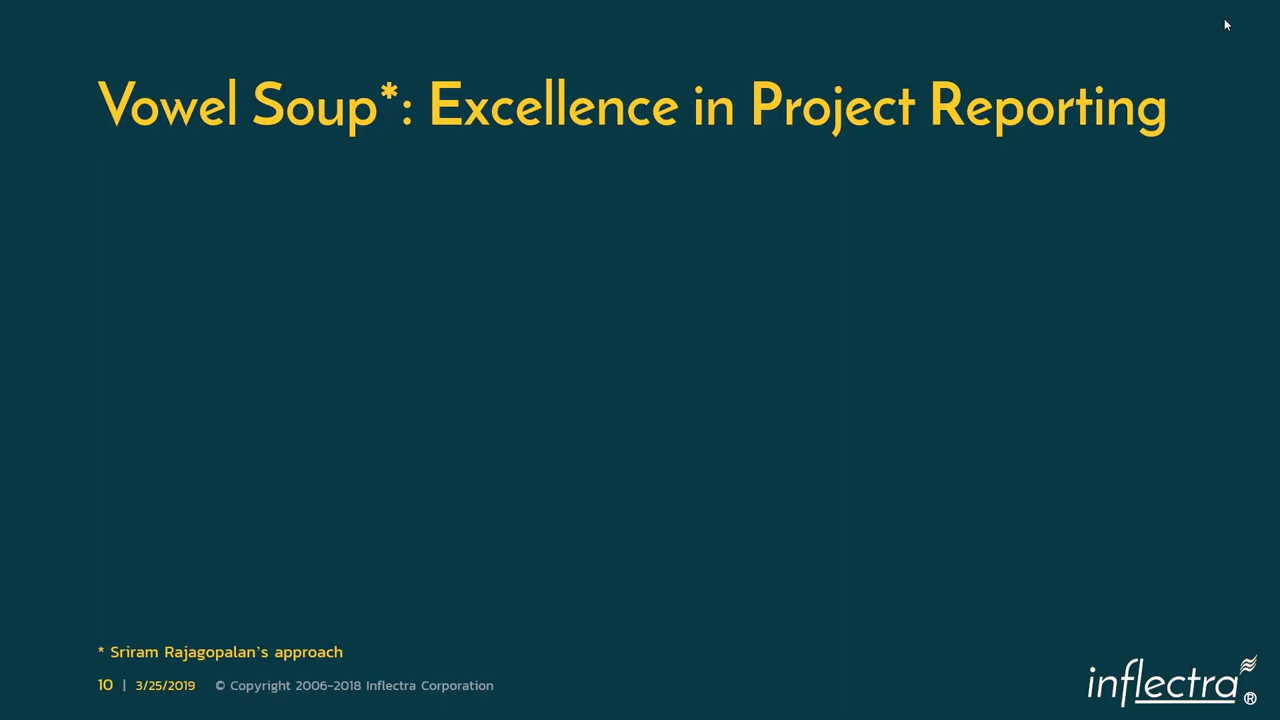 Vowel Soup*: Excellence in Project Reporting
* Sriram Rajagopalan’s approach
10 | 3/25/2019 © Copyright 2006-2018 Inflectra Corporation
inflectra®